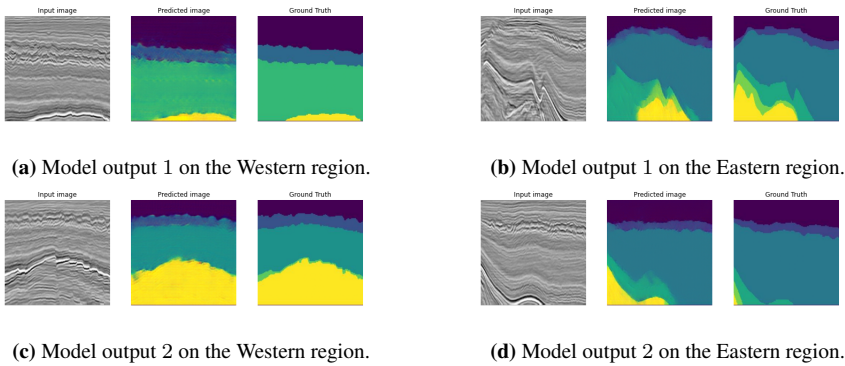 Input image Predicted image Ground Truth
Input image Predicted image Ground Truth
(a) Model output 1 on the Western region.
(b) Model output 1 on the Eastern region.
Input image Predicted image Ground Truth
Input image Predicted image Ground Truth
(c) Model output 2 on the Western region.
(d) Model output 2 on the Eastern region.